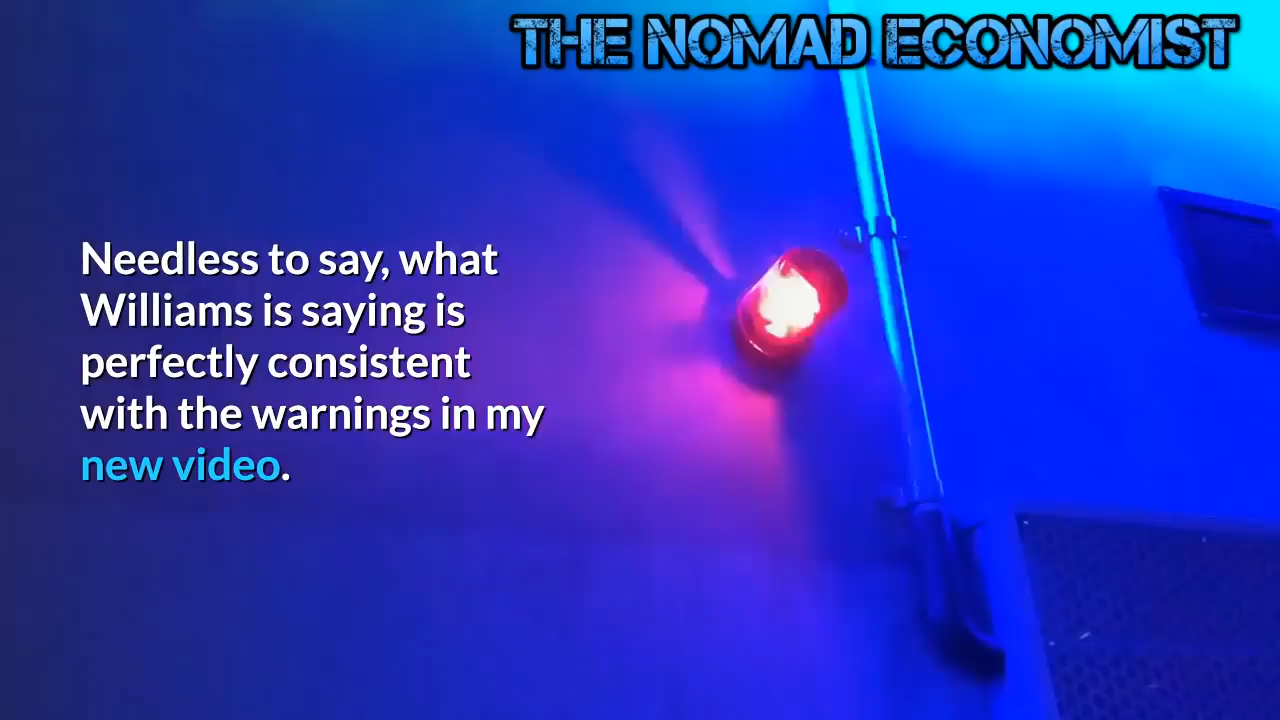 THE NOMAD ECONOMIST
Needless to say, what
Williams is saying is
perfectly consistent
with the warnings in my
new video.